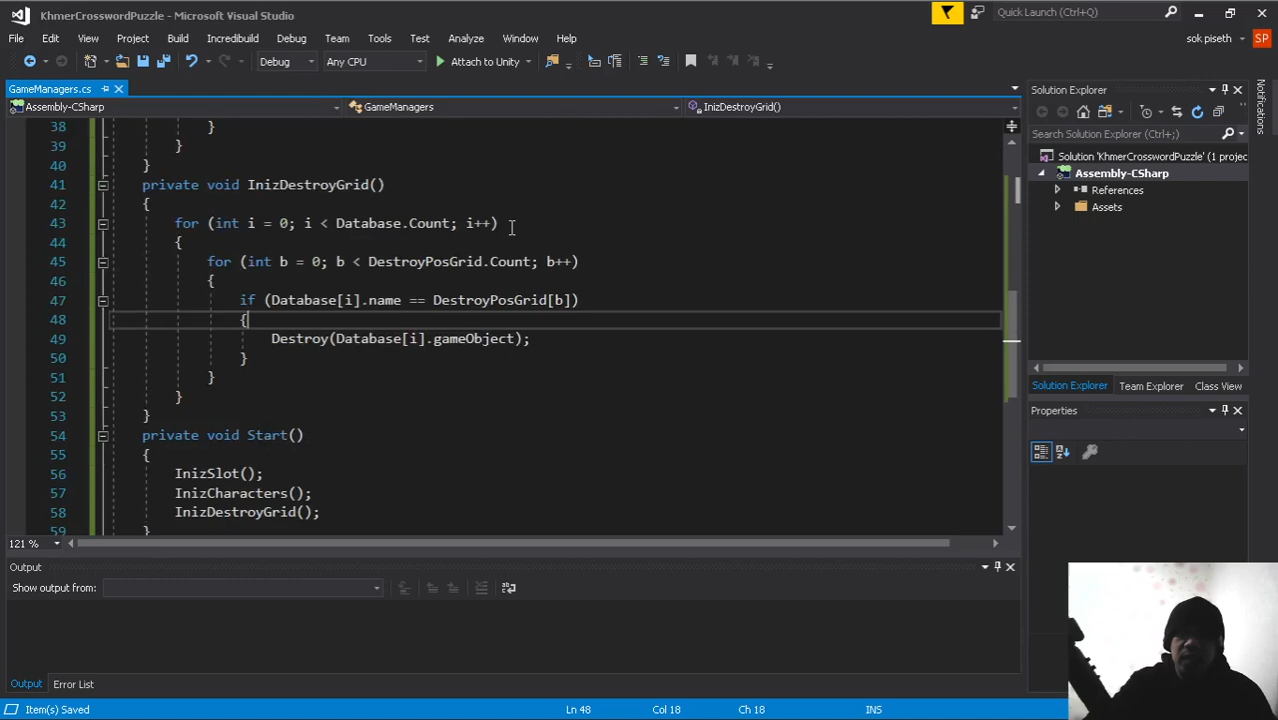 KhmerCrosswordPuzzle - Microsoft Visual Studio
Quick Launch (Ctrl+Q)
File Edit View Project Build Incredibuild Debug Team Tools Test Analyze Window Help
sok piseth
SP
Debug Any CPU Attach to Unity
GameManagers.cs
Assembly-CSharp GameManagers InizDestroyGrid()
38 }
39 }
40 }
41 private void InizDestroyGrid()
42 {
43 for (int i = 0; i < Database.Count; i++)
44 {
45 for (int b = 0; b < DestroyPosGrid.Count; b++)
46 {
47 if (Database[i].name == DestroyPosGrid[b])
48 {
49 Destroy(Database[i].gameObject);
50 }
51 }
52 }
53 }
54 private void Start()
55 {
56 InizSlot();
57 InizCharacters();
58 InizDestroyGrid();
59 }
121 %
Output
Show output from:
Output Error List
Solution Explorer
Search Solution Explorer (Ctrl+;)
Solution 'KhmerCrosswordPuzzle' (1 projec
Assembly-CSharp
References
Assets
Solution Explorer Team Explorer Class View
Properties
Notifications
Item(s) Saved Ln 48 Col 18 Ch 18 INS